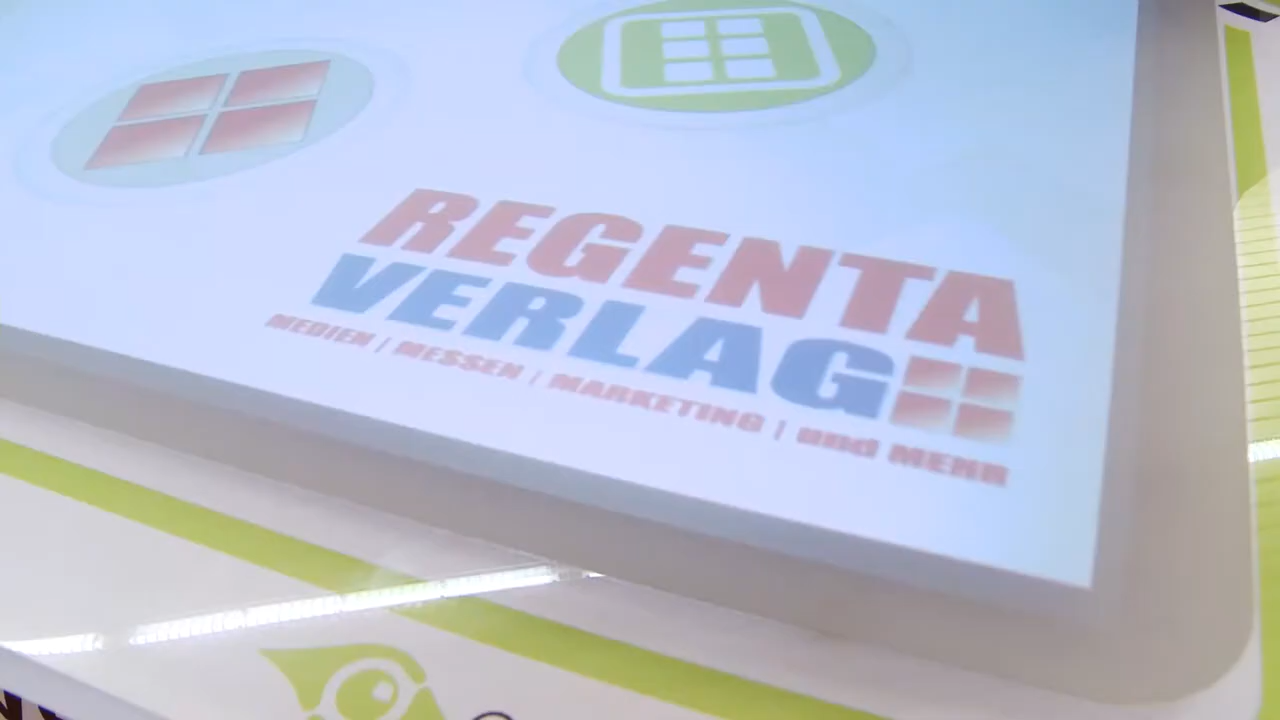 REGENTA
VERLAG
MEDIEN | MESSEN | MARKETING | und MEHR